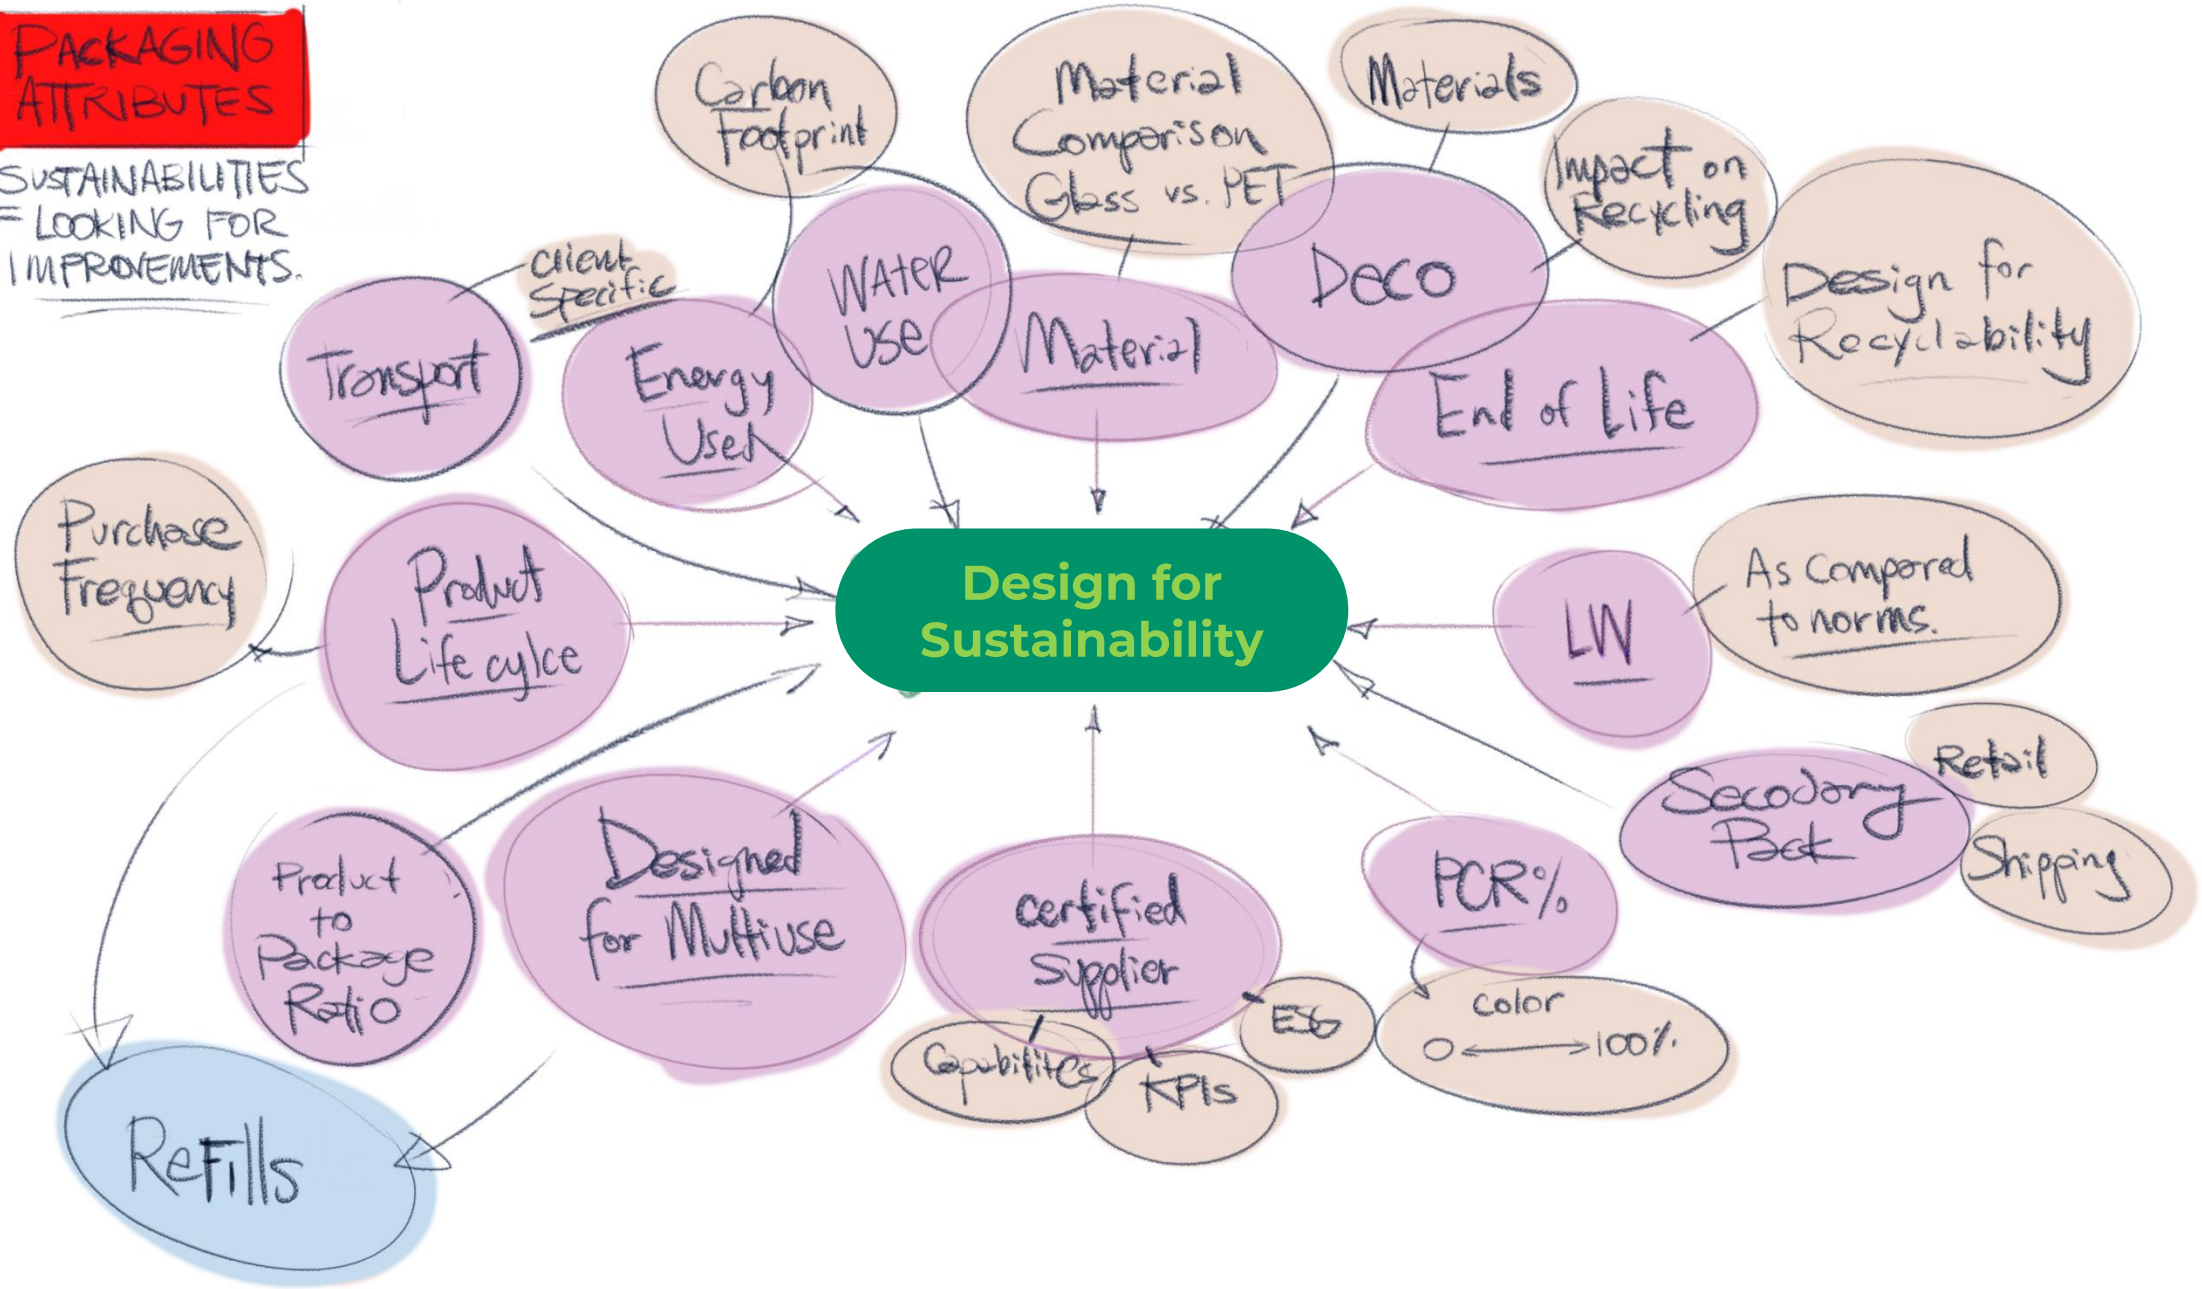 PACKAGING
ATTRIBUTES
SUSTAINABILITIES
= LOOKING FOR
IMPROVEMENTS.
Carbon
Footprint
Material
Comparison
Glass vs. PET
Materials
Impact on
Recycling
Design for
Recyclability
Client
Specific
Transport
Energy
Used
WATER
USE
Material
Deco
End of Life
Purchase
Frequency
Product
Life cylce
Design for
Sustainability
LW
As Compared
to norms.
Retail
Secodary
Pack
Shipping
Product
to
Package
Ratio
Designed
for Multiuse
certified
Supplier
PCR%
Color
0 ⟷ 100%
ESG
Capabilites
KPIs
Refills